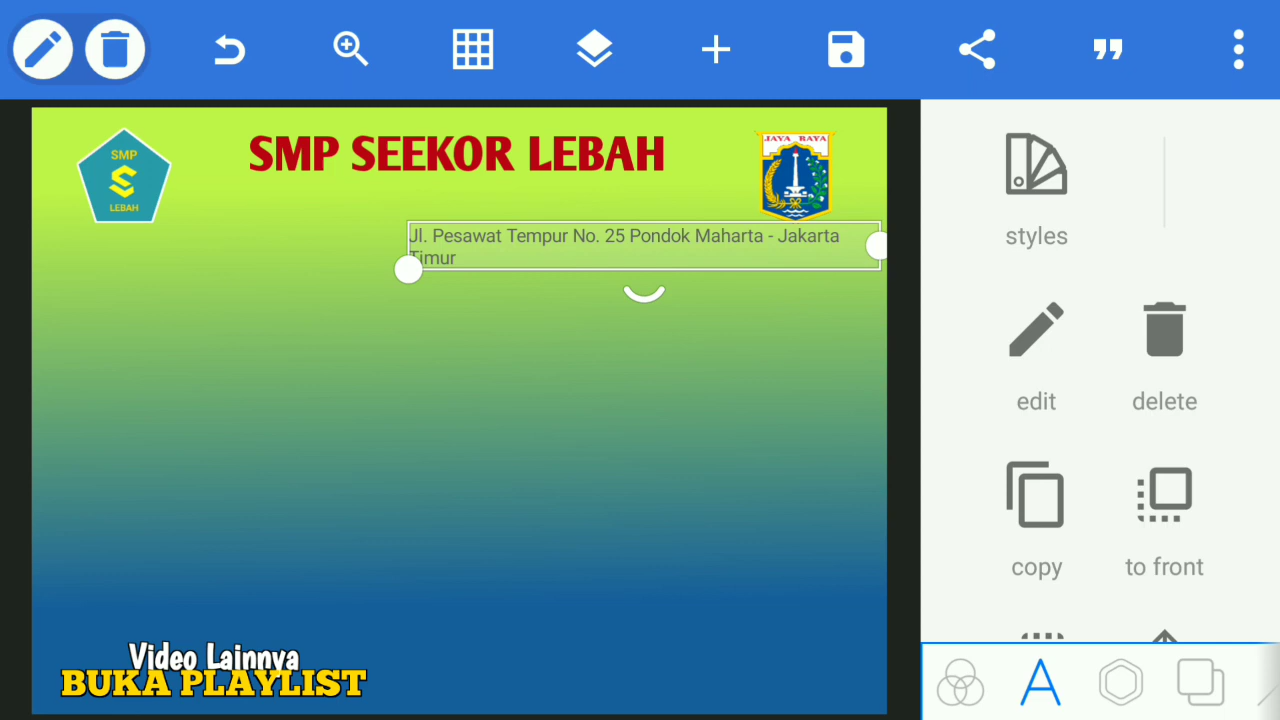 SMP
LEBAH
SMP SEEKOR LEBAH
JAYA RAYA
Jl. Pesawat Tempur No. 25 Pondok Maharta - Jakarta
Timur
Video Lainnya
BUKA PLAYLIST
styles
edit
delete
copy
to front